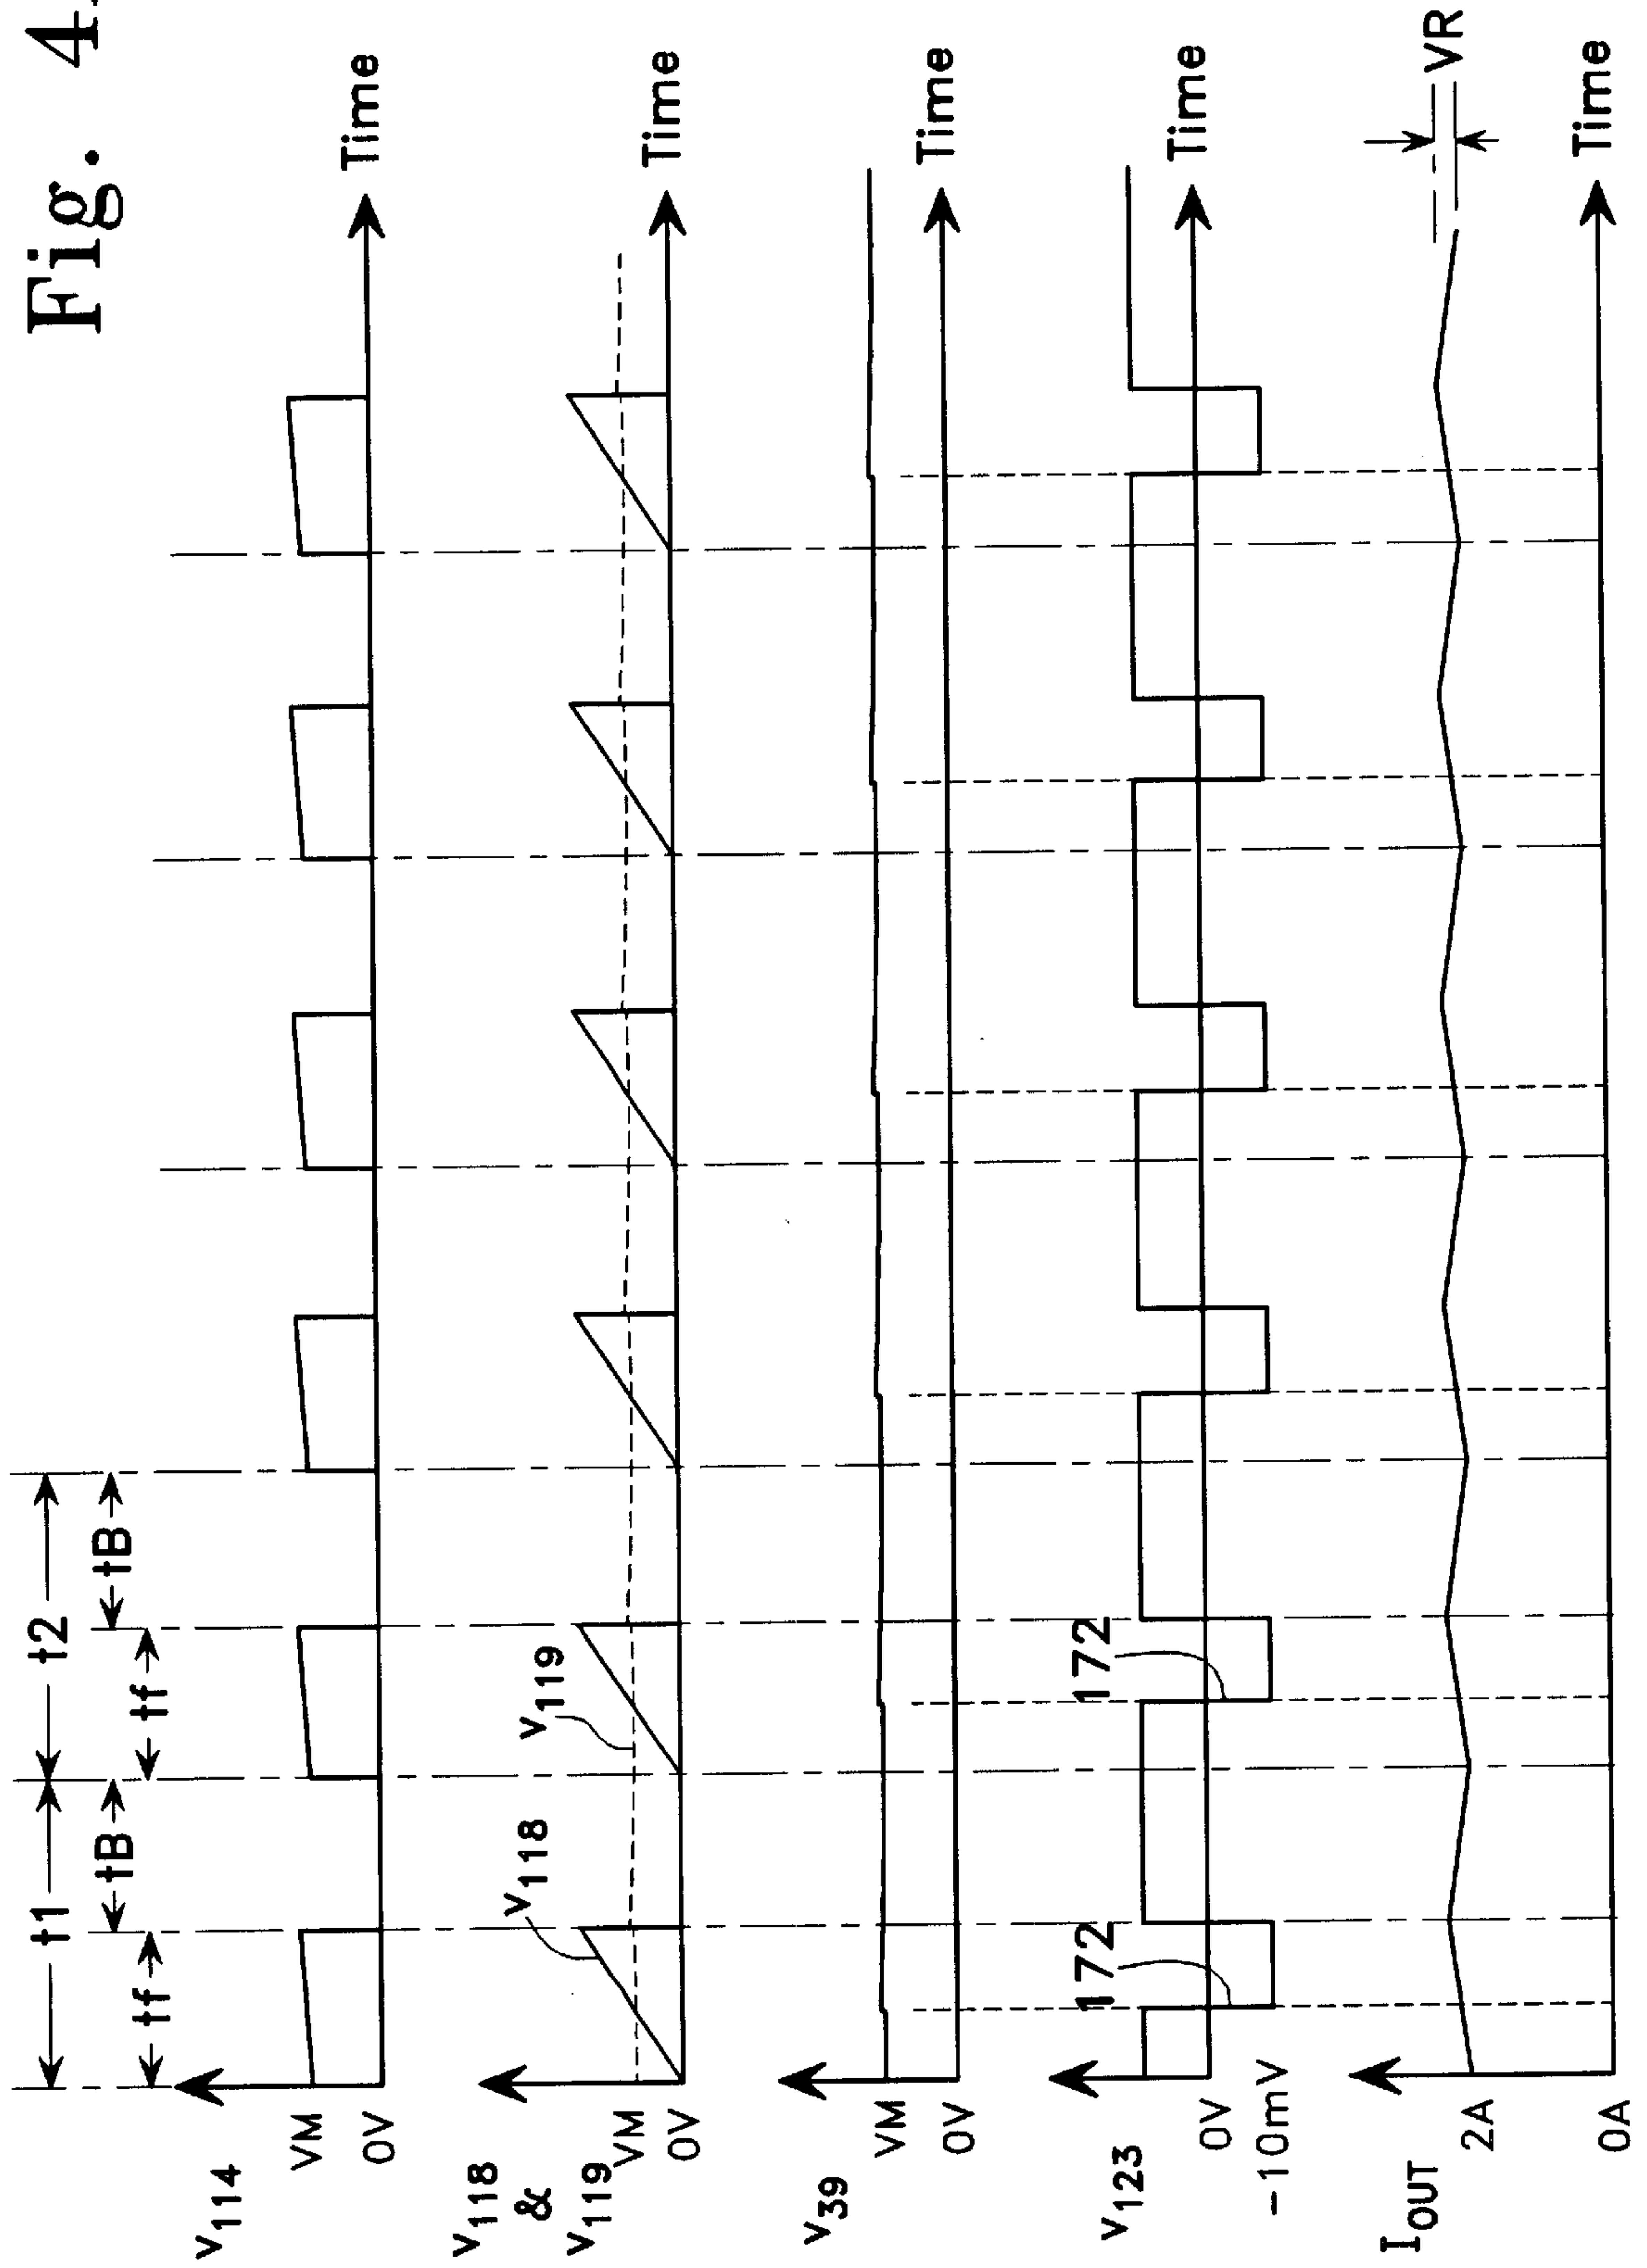 Fig. 4
t1
t2
tf
tB
tf
tB
V114
VM
0V
Time
V118
&
V119
VM
0V
V118
V119
Time
V39
VM
0V
Time
V123
0V
-10mV
172
172
Time
IOUT
2A
0A
VR
Time